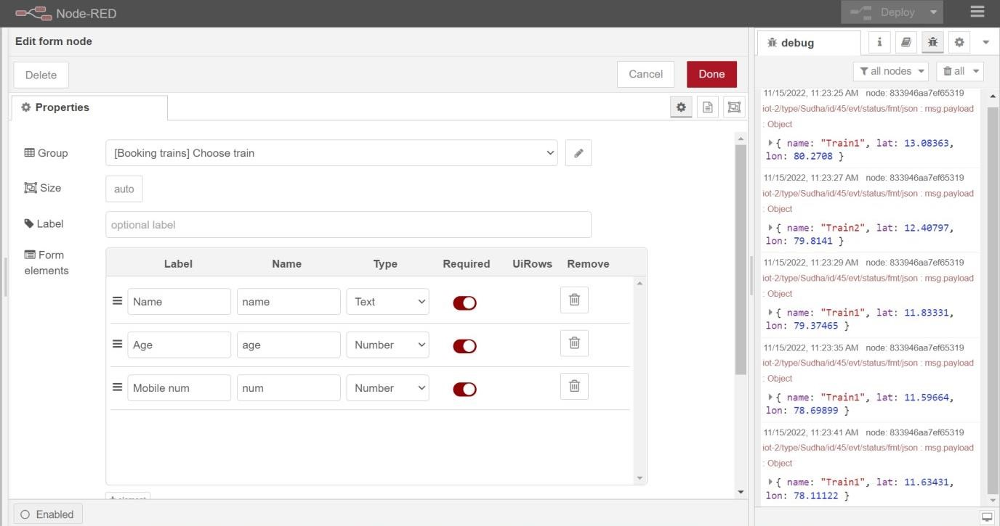 Node-RED
Deploy
Edit form node
Delete
Cancel
Done
Properties
Group
[Booking trains] Choose train
Size
auto
Label
optional label
Form
elements
Label Name Type Required UiRows Remove
Name name Text
Age age Number
Mobile num num Number
+ element
Enabled
debug
i
all nodes
all
11/15/2022, 11:23:25 AM node: 833946aa7ef65319
iot-2/type/Sudha/id/45/evt/status/fmt/json : msg.payload
: Object
{ name: "Train1", lat: 13.08363,
lon: 80.2708 }
11/15/2022, 11:23:27 AM node: 833946aa7ef65319
iot-2/type/Sudha/id/45/evt/status/fmt/json : msg.payload
: Object
{ name: "Train2", lat: 12.40797,
lon: 79.8141 }
11/15/2022, 11:23:29 AM node: 833946aa7ef65319
iot-2/type/Sudha/id/45/evt/status/fmt/json : msg.payload
: Object
{ name: "Train1", lat: 11.83331,
lon: 79.37465 }
11/15/2022, 11:23:35 AM node: 833946aa7ef65319
iot-2/type/Sudha/id/45/evt/status/fmt/json : msg.payload
: Object
{ name: "Train1", lat: 11.59664,
lon: 78.69899 }
11/15/2022, 11:23:41 AM node: 833946aa7ef65319
iot-2/type/Sudha/id/45/evt/status/fmt/json : msg.payload
: Object
{ name: "Train1", lat: 11.63431,
lon: 78.11122 }